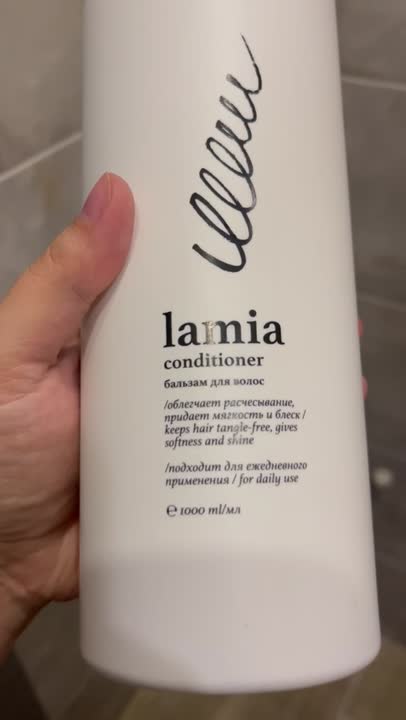 lamia
conditioner
бальзам для волос
/облегчает расчесывание,
придает мягкость и блеск /
keeps hair tangle-free, gives
softness and shine
/подходит для ежедневного
применения / for daily use
℮ 1000 ml/мл